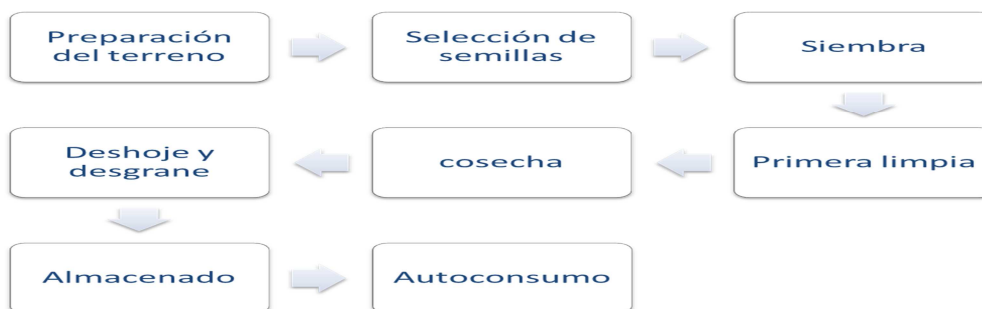 Preparación
del terreno
Selección de
semillas
Siembra
Primera limpia
cosecha
Deshoje y
desgrane
Almacenado
Autoconsumo